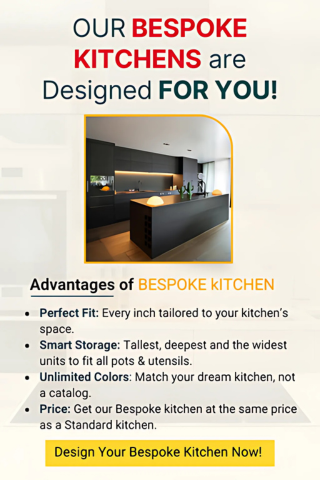 OUR BESPOKE
KITCHENS are
Designed FOR YOU!
Advantages of BESPOKE kITCHEN
• Perfect Fit: Every inch tailored to your kitchen's
space.
• Smart Storage: Tallest, deepest and the widest
units to fit all pots & utensils.
• Unlimited Colors: Match your dream kitchen, not
a catalog.
• Price: Get our Bespoke kitchen at the same price
as a Standard kitchen.
Design Your Bespoke Kitchen Now!